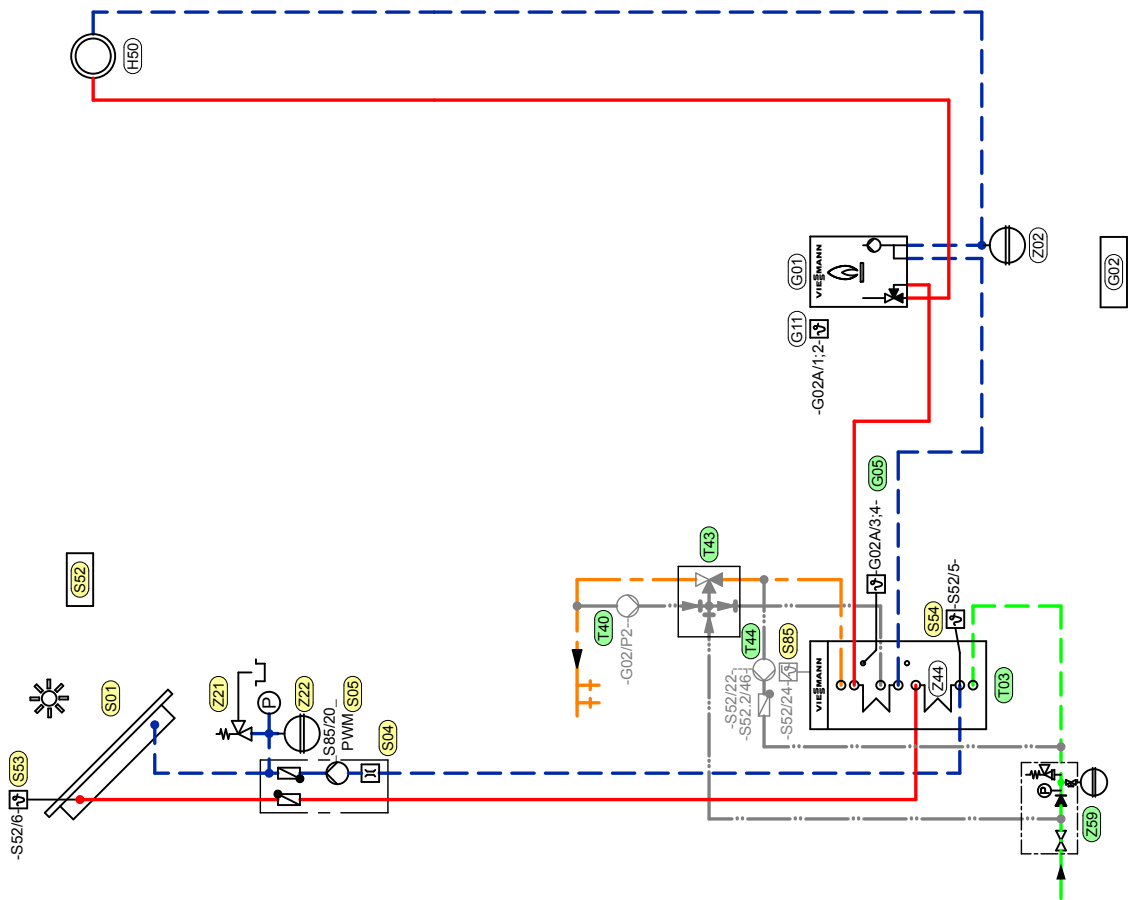 H50
G01
VIESMANN
Z02
G02
G11
-G02A/1;2-
S52
T43
G05
-G02A/3;4-
T40
-G02/P2--
T44
S85
-S52/22-
-S52.2/46-
-S52/24-
VIESMANN
S54
-S52/5-
Z44
T03
S53
-S52/6-
S01
Z21
P
Z22
S05
S85/20_
PWM
S04
P
Z59